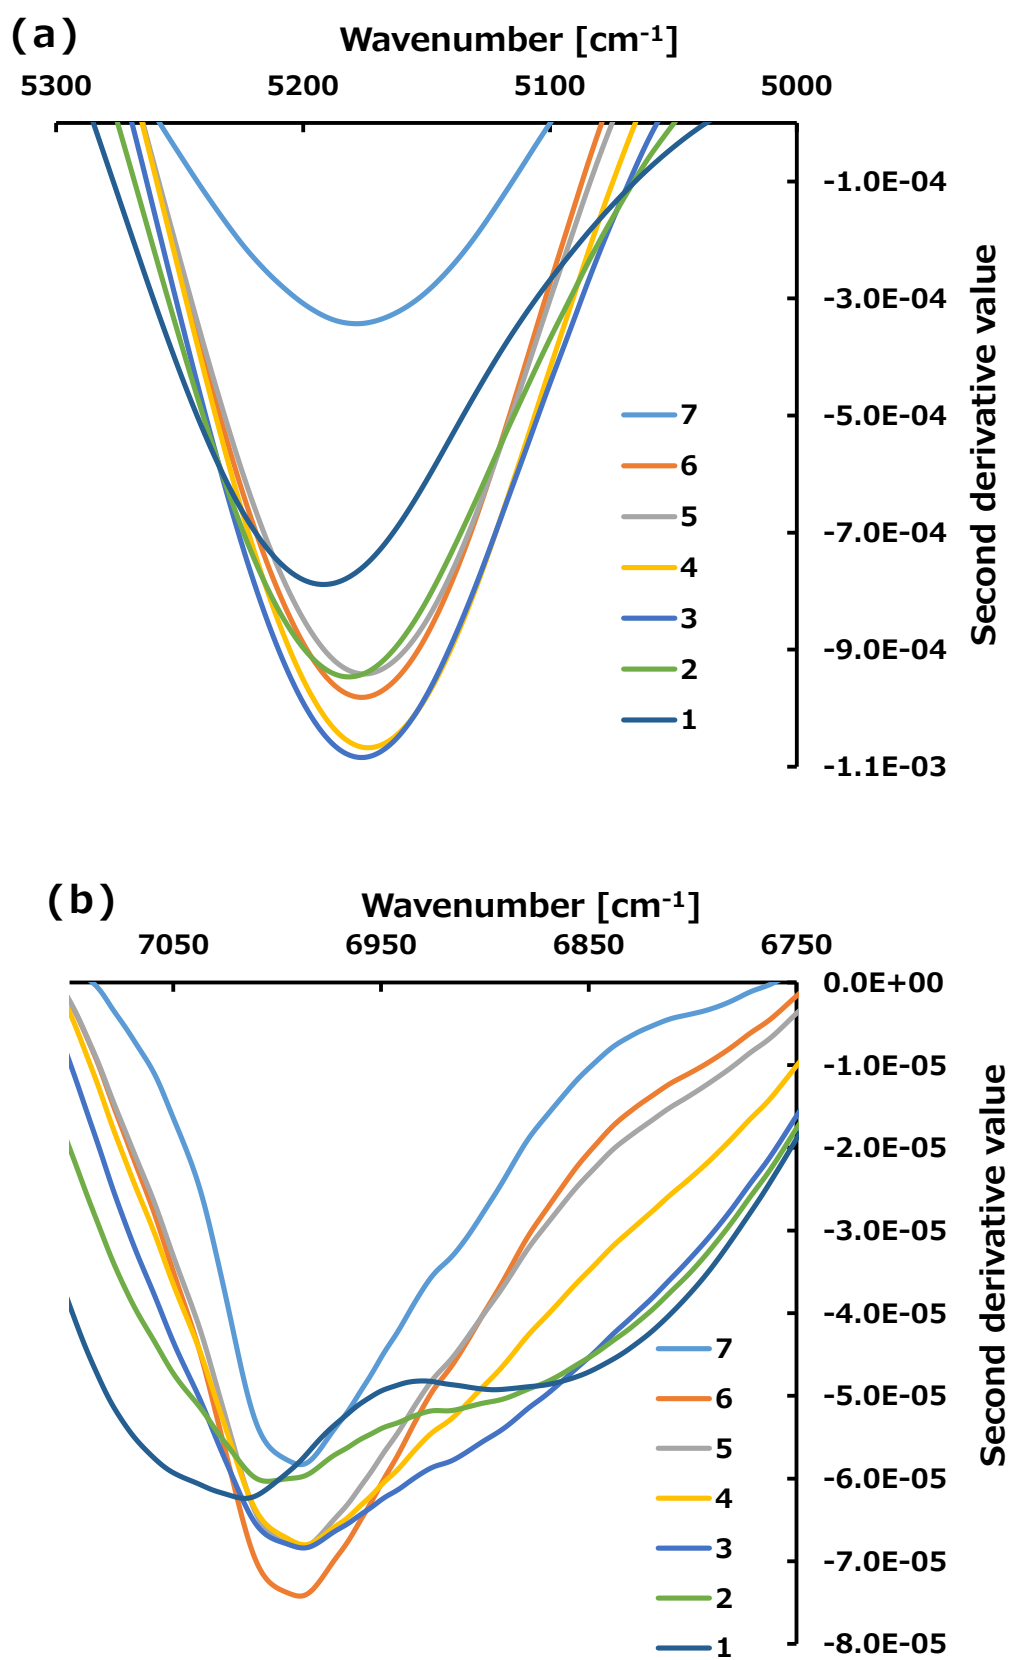 (a)
Wavenumber [cm-1]
5300 5200 5100 5000
-1.0E-04
-3.0E-04
-5.0E-04
-7.0E-04
-9.0E-04
-1.1E-03
Second derivative value
7
6
5
4
3
2
1
(b)
Wavenumber [cm-1]
7050 6950 6850 6750
0.0E+00
-1.0E-05
-2.0E-05
-3.0E-05
-4.0E-05
-5.0E-05
-6.0E-05
-7.0E-05
-8.0E-05
Second derivative value
7
6
5
4
3
2
1